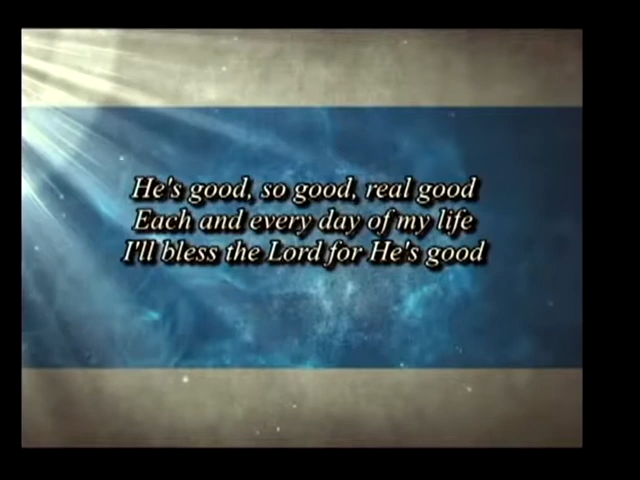 He's good, so good, real good
Each and every day of my life
I'll bless the Lord for He's good